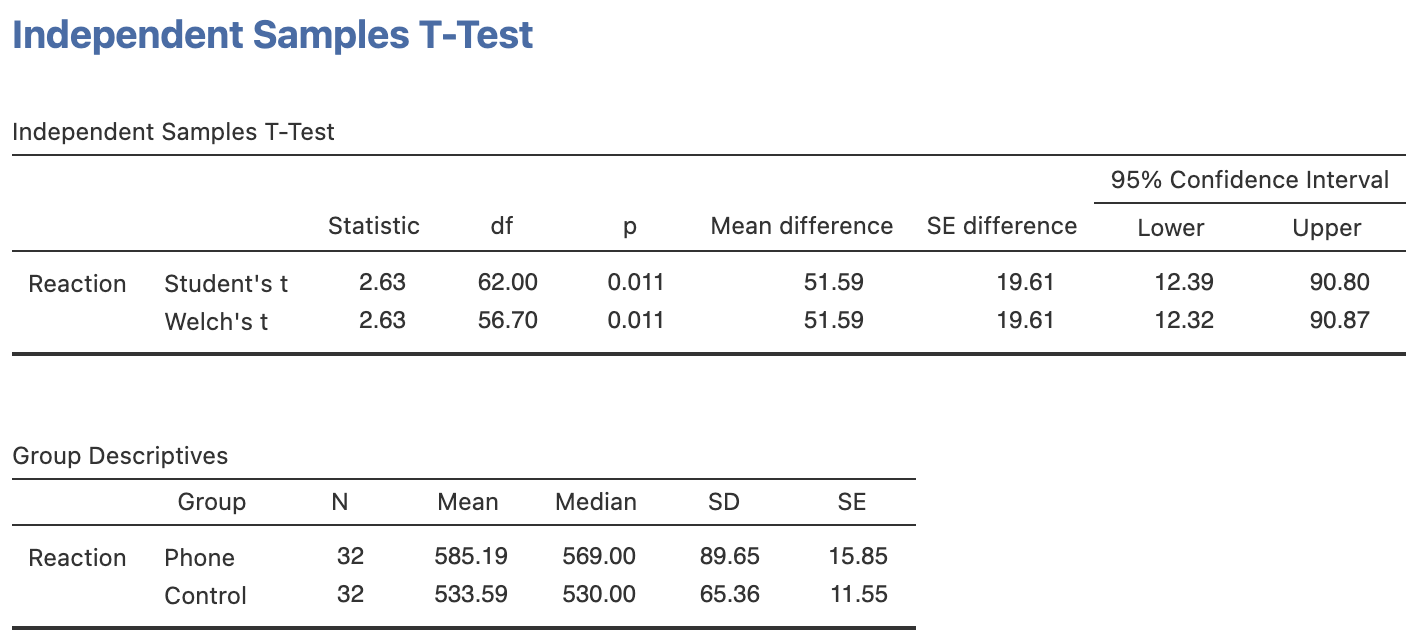 Independent Samples T-Test
Independent Samples T-Test
95% Confidence Interval
Statistic df p Mean difference SE difference Lower Upper
Reaction Student's t 2.63 62.00 0.011 51.59 19.61 12.39 90.80
Welch's t 2.63 56.70 0.011 51.59 19.61 12.32 90.87
Group Descriptives
Group N Mean Median SD SE
Reaction Phone 32 585.19 569.00 89.65 15.85
Control 32 533.59 530.00 65.36 11.55